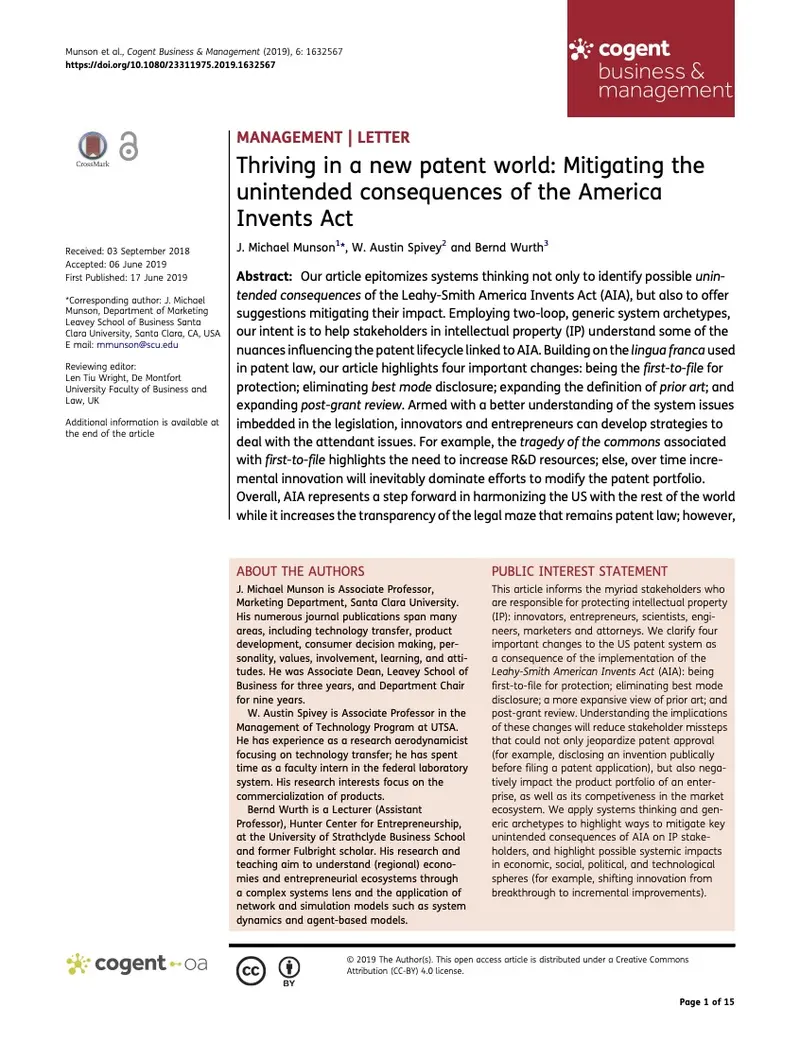 Munson et al., Cogent Business & Management (2019), 6: 1632567
https://doi.org/10.1080/23311975.2019.1632567
cogent
business &
management
CrossMark
Received: 03 September 2018
Accepted: 06 June 2019
First Published: 17 June 2019
*Corresponding author: J. Michael
Munson, Department of Marketing
Leavey School of Business Santa
Clara University, Santa Clara, CA, USA
E mail: mmunson@scu.edu
Reviewing editor:
Len Tiu Wright, De Montfort
University Faculty of Business and
Law, UK
Additional information is available at
the end of the article
MANAGEMENT | LETTER
Thriving in a new patent world: Mitigating the
unintended consequences of the America
Invents Act
J. Michael Munson1*, W. Austin Spivey2 and Bernd Wurth3
Abstract: Our article epitomizes systems thinking not only to identify possible unin-
tended consequences of the Leahy-Smith America Invents Act (AIA), but also to offer
suggestions mitigating their impact. Employing two-loop, generic system archetypes,
our intent is to help stakeholders in intellectual property (IP) understand some of the
nuances influencing the patent lifecycle linked to AIA. Building on the lingua franca used
in patent law, our article highlights four important changes: being the first-to-file for
protection; eliminating best mode disclosure; expanding the definition of prior art; and
expanding post-grant review. Armed with a better understanding of the system issues
imbedded in the legislation, innovators and entrepreneurs can develop strategies to
deal with the attendant issues. For example, the tragedy of the commons associated
with first-to-file highlights the need to increase R&D resources; else, over time incre-
mental innovation will inevitably dominate efforts to modify the patent portfolio.
Overall, AIA represents a step forward in harmonizing the US with the rest of the world
while it increases the transparency of the legal maze that remains patent law; however,
ABOUT THE AUTHORS
J. Michael Munson is Associate Professor,
Marketing Department, Santa Clara University.
His numerous journal publications span many
areas, including technology transfer, product
development, consumer decision making, per-
sonality, values, involvement, learning, and atti-
tudes. He was Associate Dean, Leavey School of
Business for three years, and Department Chair
for nine years.
W. Austin Spivey is Associate Professor in the
Management of Technology Program at UTSA.
He has experience as a research aerodynamicist
focusing on technology transfer; he has spent
time as a faculty intern in the federal laboratory
system. His research interests focus on the
commercialization of products.
Bernd Wurth is a Lecturer (Assistant
Professor), Hunter Center for Entrepreneurship,
at the University of Strathclyde Business School
and former Fulbright scholar. His research and
teaching aim to understand (regional) econo-
mies and entrepreneurial ecosystems through
a complex systems lens and the application of
network and simulation models such as system
dynamics and agent-based models.
PUBLIC INTEREST STATEMENT
This article informs the myriad stakeholders who
are responsible for protecting intellectual property
(IP): innovators, entrepreneurs, scientists, engi-
neers, marketers and attorneys. We clarify four
important changes to the US patent system as
a consequence of the implementation of the
Leahy-Smith American Invents Act (AIA): being
first-to-file for protection; eliminating best mode
disclosure; a more expansive view of prior art; and
post-grant review. Understanding the implications
of these changes will reduce stakeholder missteps
that could not only jeopardize patent approval
(for example, disclosing an invention publically
before filing a patent application), but also nega-
tively impact the product portfolio of an enter-
prise, as well as its competiveness in the market
ecosystem. We apply systems thinking and gen-
eric archetypes to highlight ways to mitigate key
unintended consequences of AIA on IP stake-
holders, and highlight possible systemic impacts
in economic, social, political, and technological
spheres (for example, shifting innovation from
breakthrough to incremental improvements).
cogent oa
cc
BY
© 2019 The Author(s). This open access article is distributed under a Creative Commons
Attribution (CC-BY) 4.0 license.
Page 1 of 15